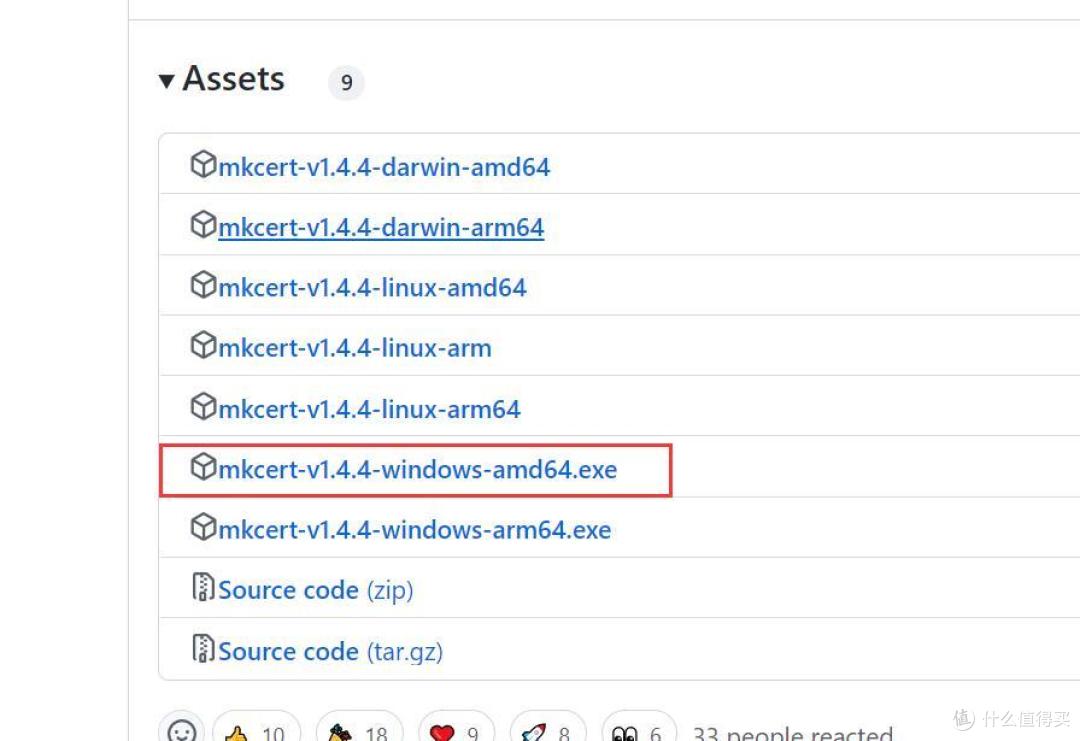 Assets 9
mkcert-v1.4.4-darwin-amd64
mkcert-v1.4.4-darwin-arm64
mkcert-v1.4.4-linux-amd64
mkcert-v1.4.4-linux-arm
mkcert-v1.4.4-linux-arm64
mkcert-v1.4.4-windows-amd64.exe
mkcert-v1.4.4-windows-arm64.exe
Source code (zip)
Source code (tar.gz)
10 18 9 8 6 33 people reacted
值 什么值得买